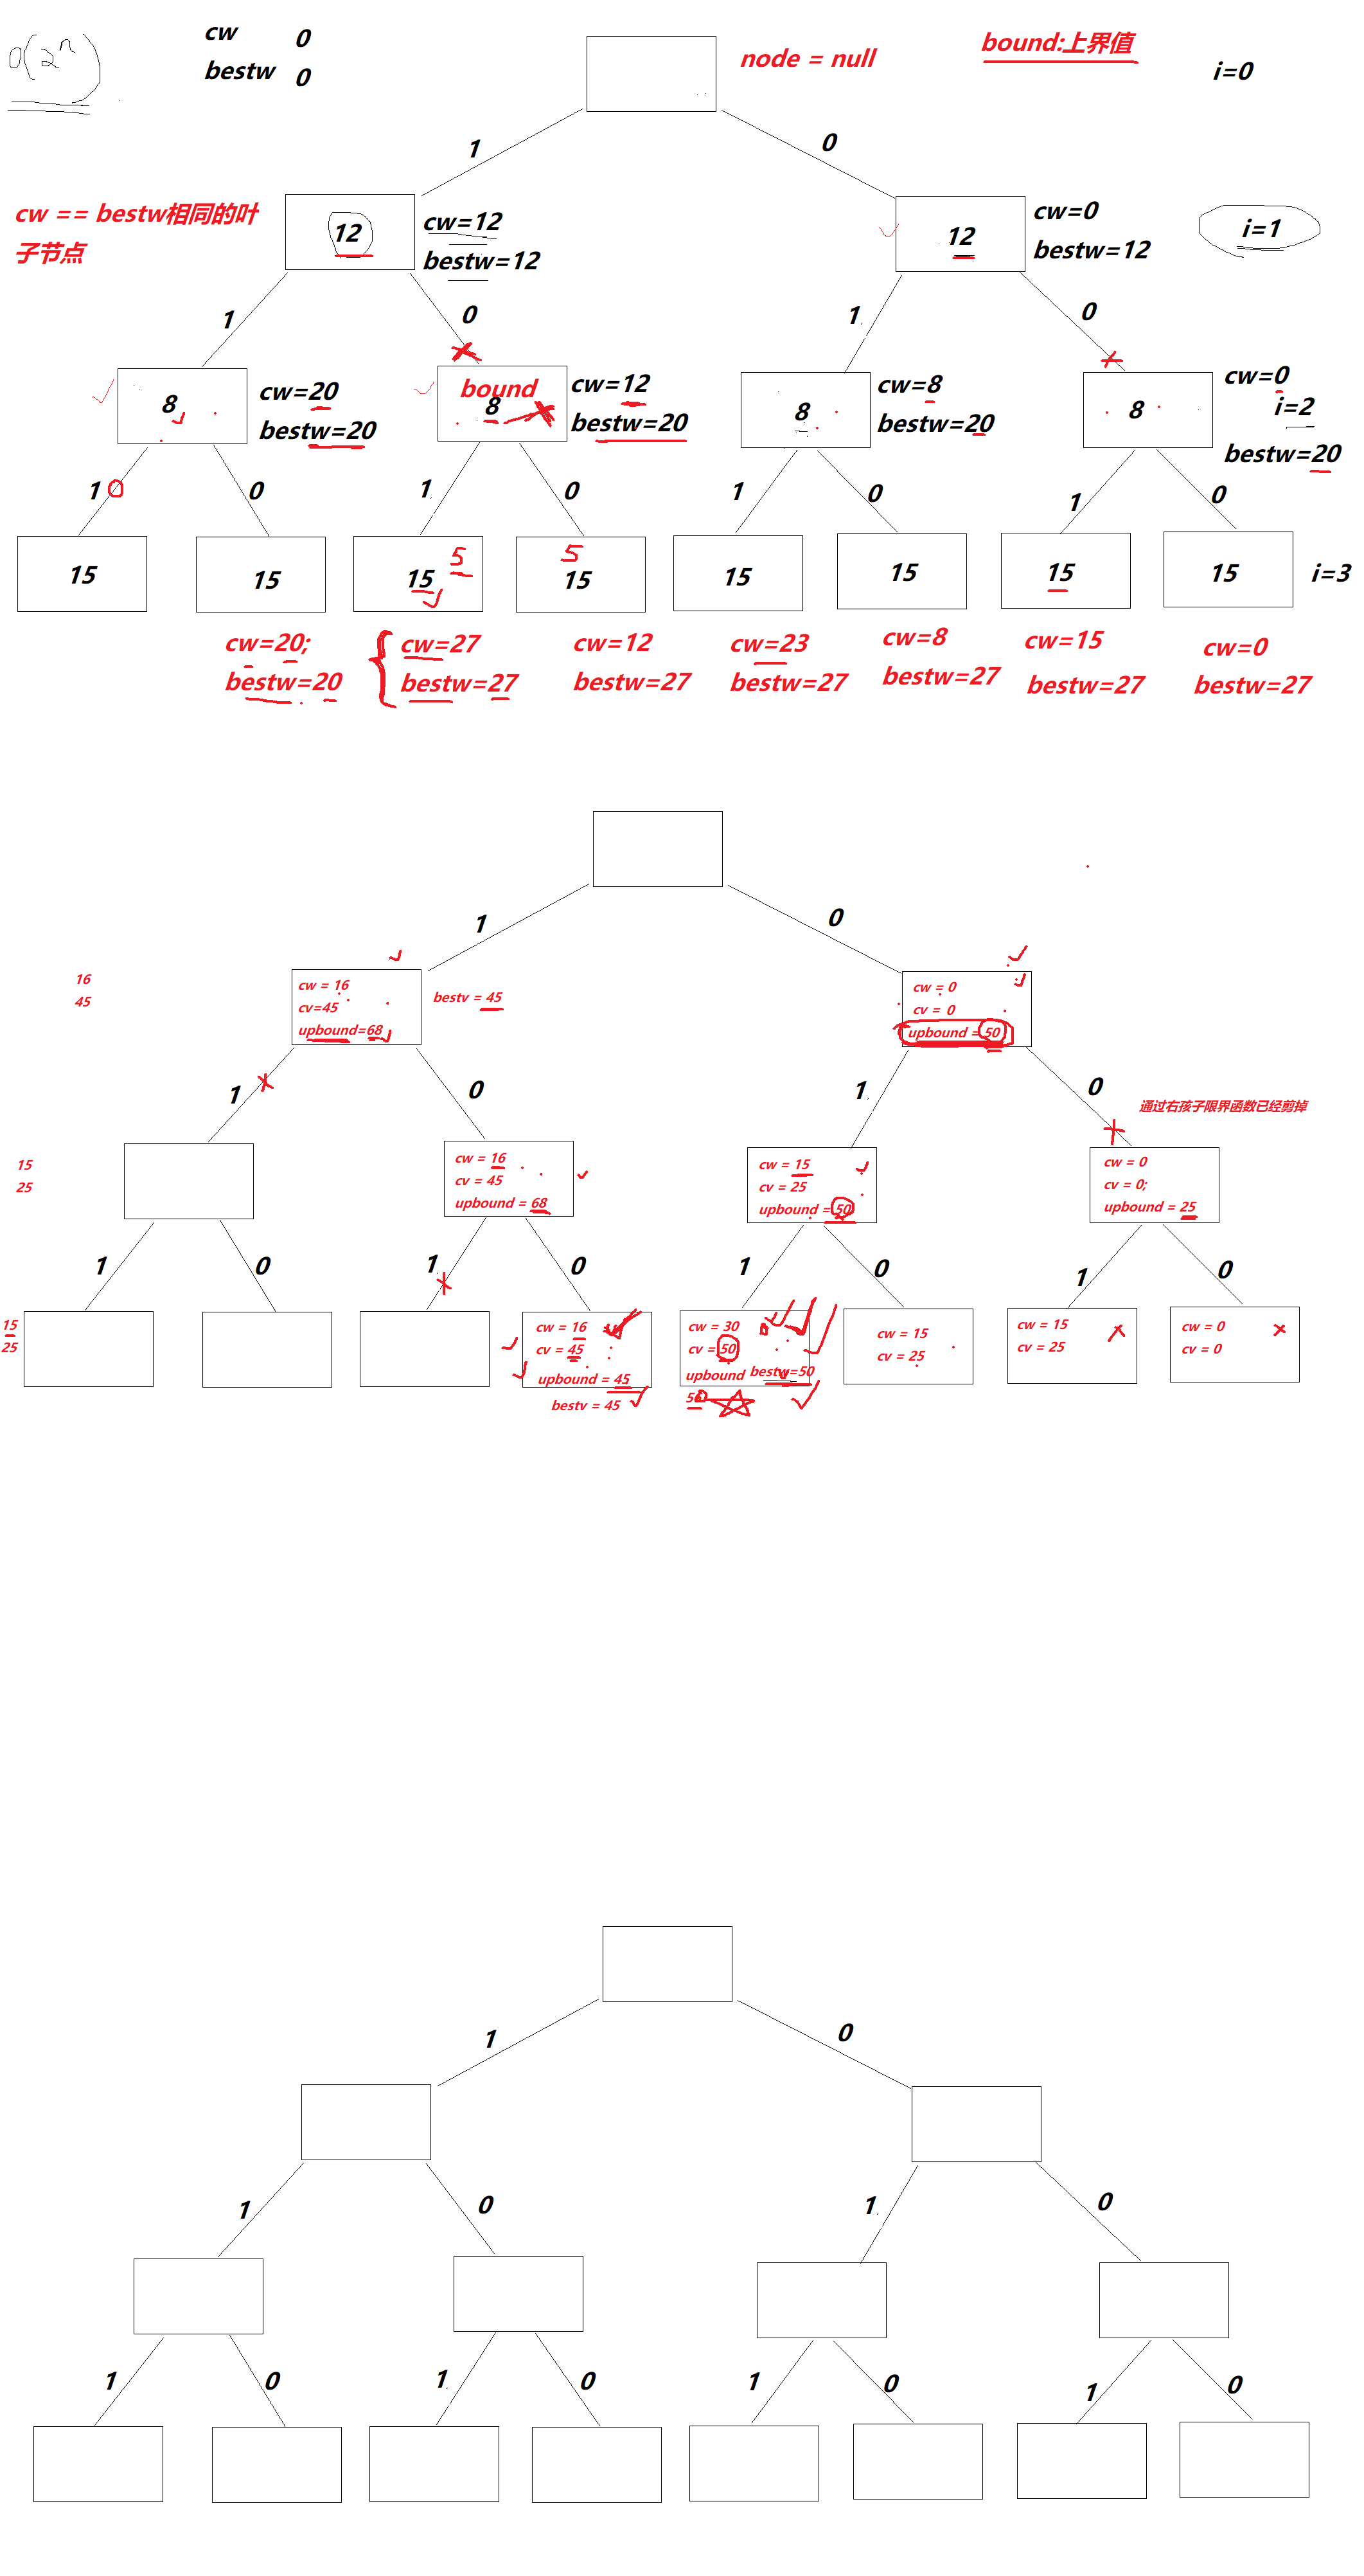 O(2ⁿ)
cw 0
bestw 0
node = null
bound:上界值
i=0
1
0
cw == bestw相同的叶
子节点
12
cw=12
bestw=12
12
cw=0
bestw=12
i=1
1
0
1
0
8
cw=20
bestw=20
bound
8
cw=12
bestw=20
8
cw=8
bestw=20
8
cw=0
i=2
bestw=20
1
0
1
0
1
0
1
0
15
15
5
15
5
15
15
15
15
15
i=3
cw=20;
bestw=20
cw=27
bestw=27
cw=12
bestw=27
cw=23
bestw=27
cw=8
bestw=27
cw=15
bestw=27
cw=0
bestw=27
1
0
16
45
cw = 16
cv=45
upbound=68
bestv = 45
cw = 0
cv = 0
upbound = 50
1
0
1
0
通过右孩子限界函数已经剪掉
15
25
cw = 16
cv = 45
upbound = 68
cw = 15
cv = 25
upbound = 50
cw = 0
cv = 0;
upbound = 25
1
0
1
0
1
0
1
0
15
25
cw = 16
cv = 45
upbound = 45
bestv = 45
cw = 30
cv = 50
upbound
50
bestv=50
cw = 15
cv = 25
cw = 15
cv = 25
cw = 0
cv = 0
1
0
1
0
1
0
1
0
1
0
1
0
1
0